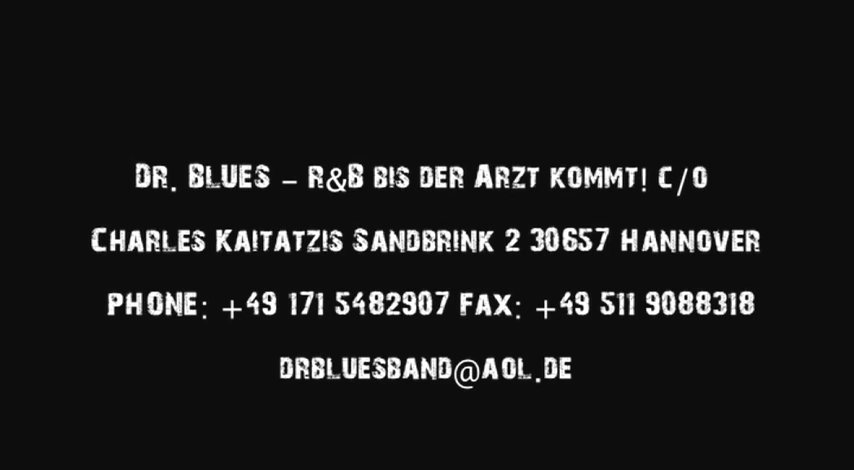 Dr. Blues - R&B bis der Arzt kommt! c/o
Charles Kaitatzis Sandbrink 2 30657 Hannover
Phone: +49 171 5482907 Fax: +49 511 9088318
drbluesband@aol.de